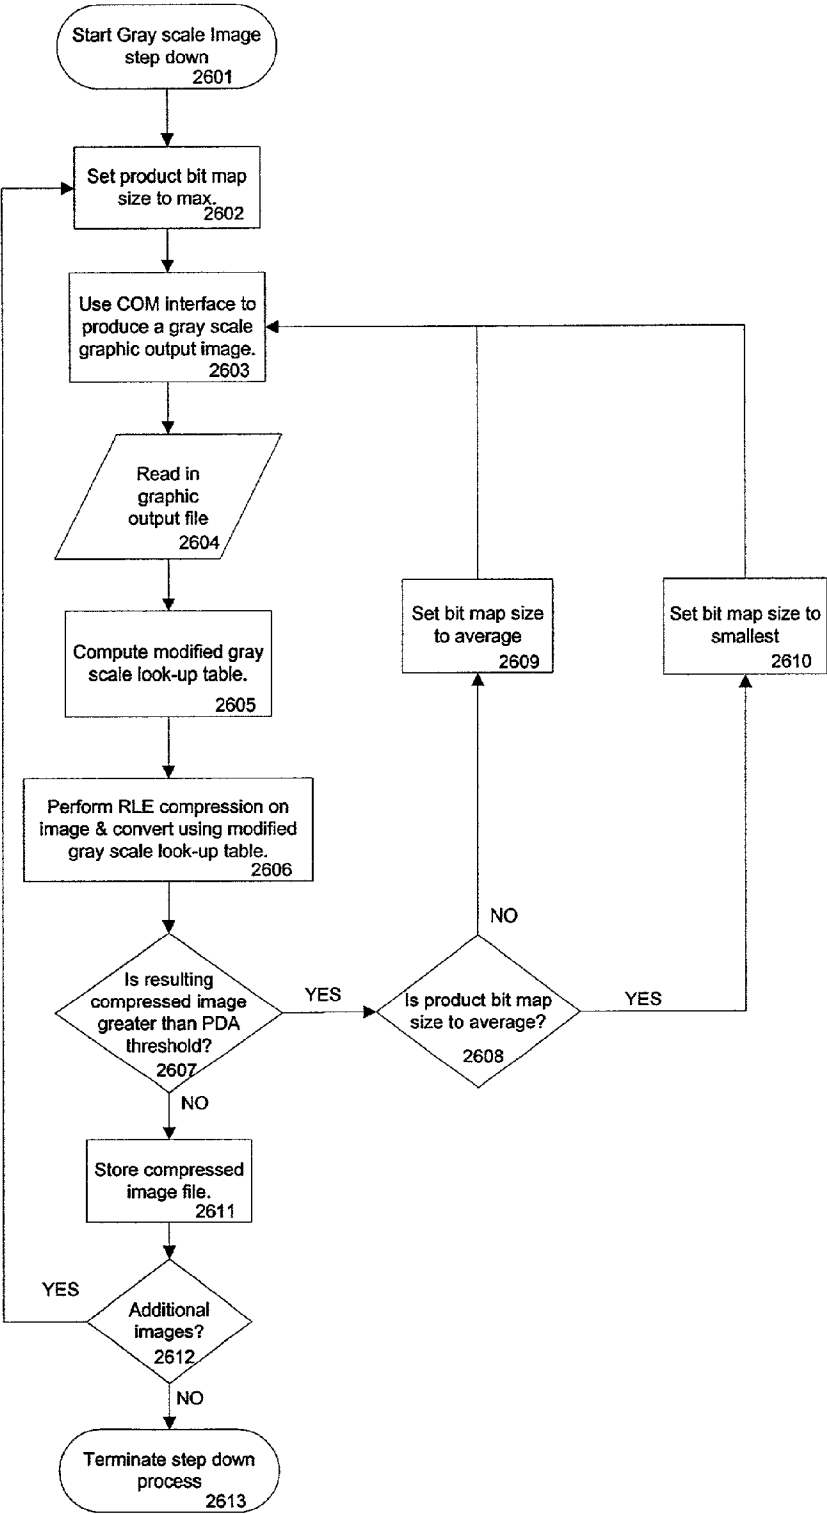 Start Gray scale Image
step down
2601
Set product bit map
size to max.
2602
Use COM interface to
produce a gray scale
graphic output image.
2603
Read in
graphic
output file
2604
Compute modified gray
scale look-up table.
2605
Set bit map size
to average
2609
Set bit map size to
smallest
2610
Perform RLE compression on
image & convert using modified
gray scale look-up table.
2606
Is resulting
compressed image
greater than PDA
threshold?
2607
YES
NO
Is product bit map
size to average?
2608
NO
YES
Store compressed
image file.
2611
Additional
images?
2612
YES
NO
Terminate step down
process
2613